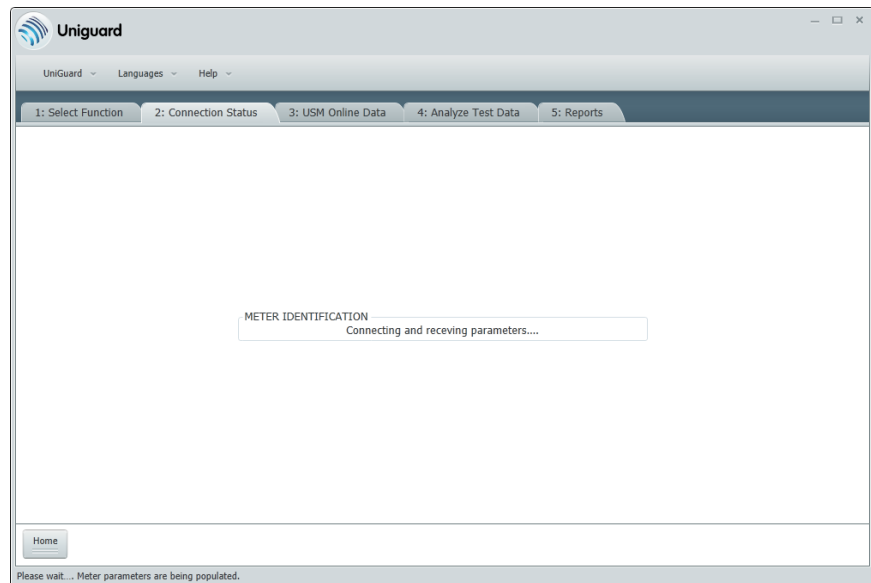 Uniguard
UniGuard Languages Help
1: Select Function 2: Connection Status 3: USM Online Data 4: Analyze Test Data 5: Reports
METER IDENTIFICATION
Connecting and receving parameters....
Home
Please wait.... Meter parameters are being populated.